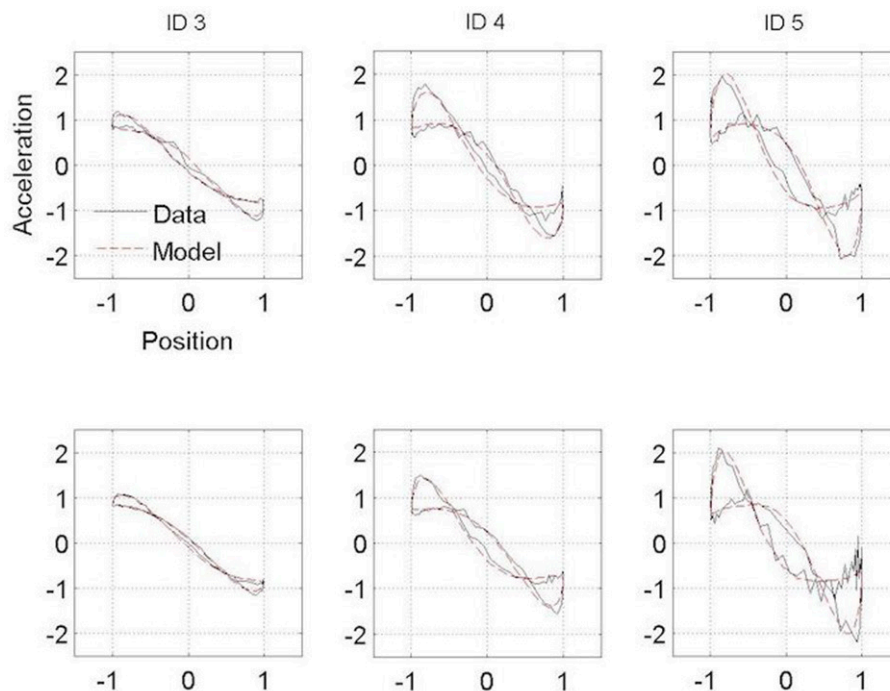 ID 3 ID 4 ID 5
2 2 2
1 1 1
0 0 0
-1 -1 -1
-2 -2 -2
Acceleration
Data
Model
-1 0 1 -1 0 1 -1 0 1
Position
2 2 2
1 1 1
0 0 0
-1 -1 -1
-2 -2 -2
-1 0 1 -1 0 1 -1 0 1